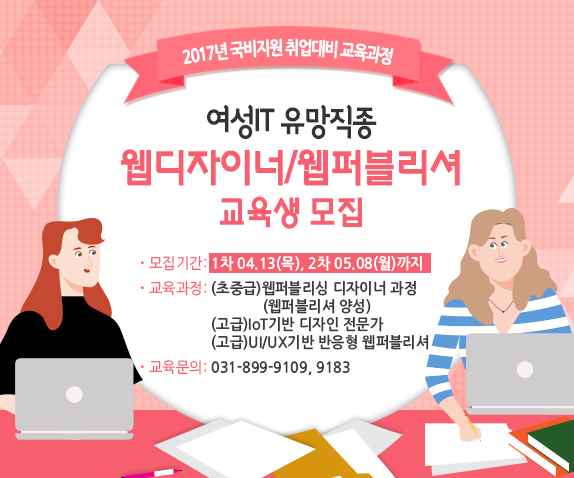 2017년 국비지원 취업대비 교육과정
여성IT 유망직종
웹디자이너/웹퍼블리셔
교육생 모집
· 모집기간: 1차 04.13(목), 2차 05.08(월)까지
· 교육과정: (초중급)웹퍼블리싱 디자이너 과정
(웹퍼블리셔 양성)
(고급)IoT기반 디자인 전문가
(고급)UI/UX기반 반응형 웹퍼블리셔
· 교육문의: 031-899-9109, 9183